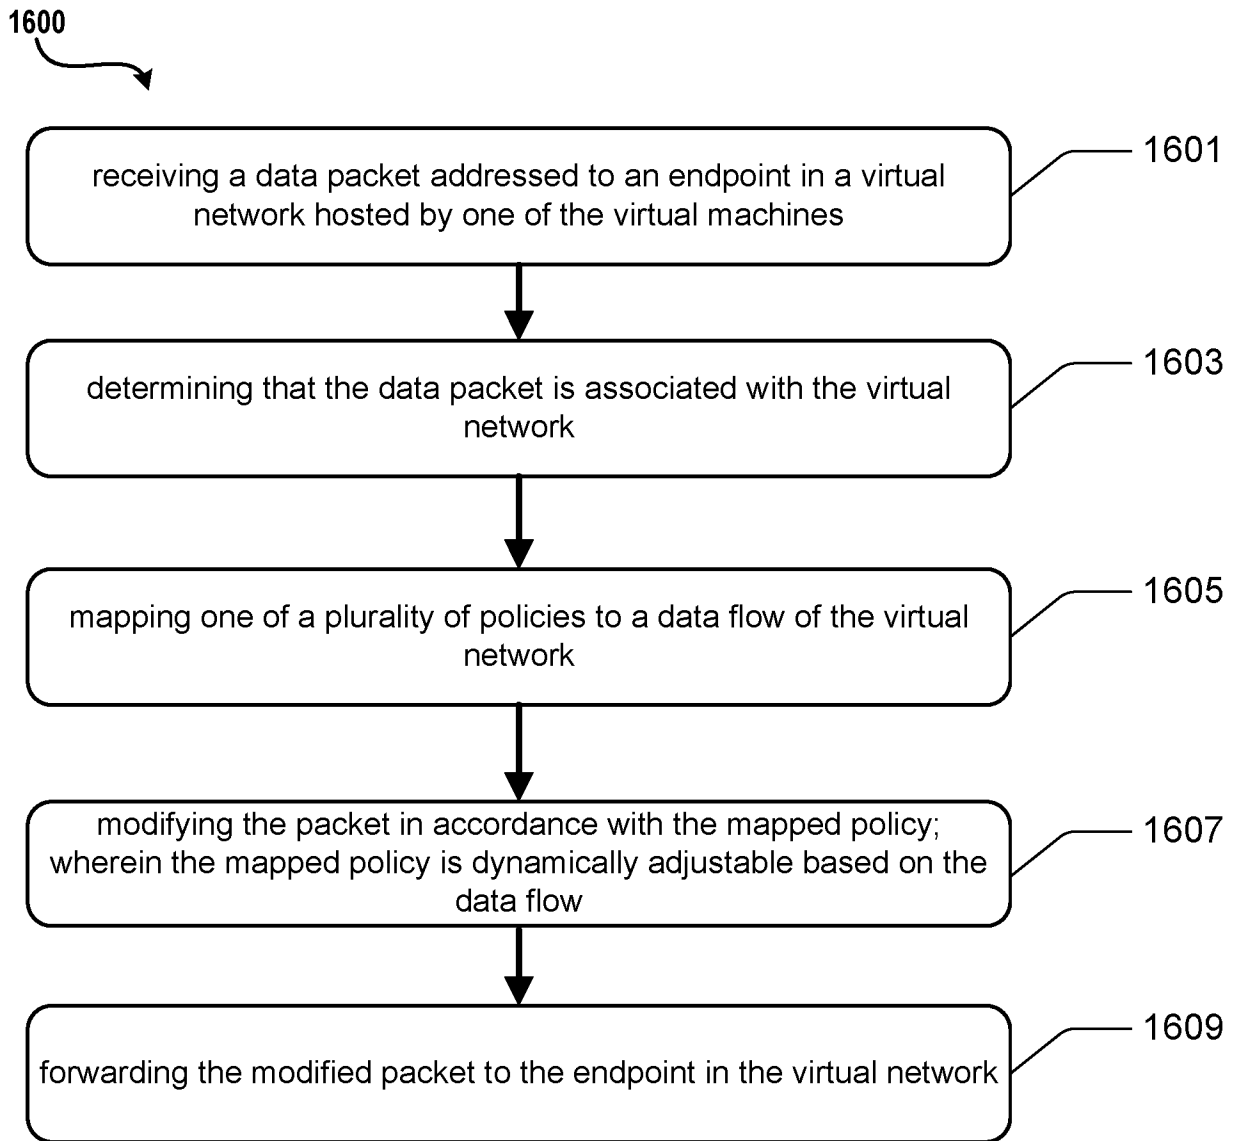 1600
receiving a data packet addressed to an endpoint in a virtual
network hosted by one of the virtual machines
1601
determining that the data packet is associated with the virtual
network
1603
mapping one of a plurality of policies to a data flow of the virtual
network
1605
modifying the packet in accordance with the mapped policy;
wherein the mapped policy is dynamically adjustable based on the
data flow
1607
forwarding the modified packet to the endpoint in the virtual network
1609